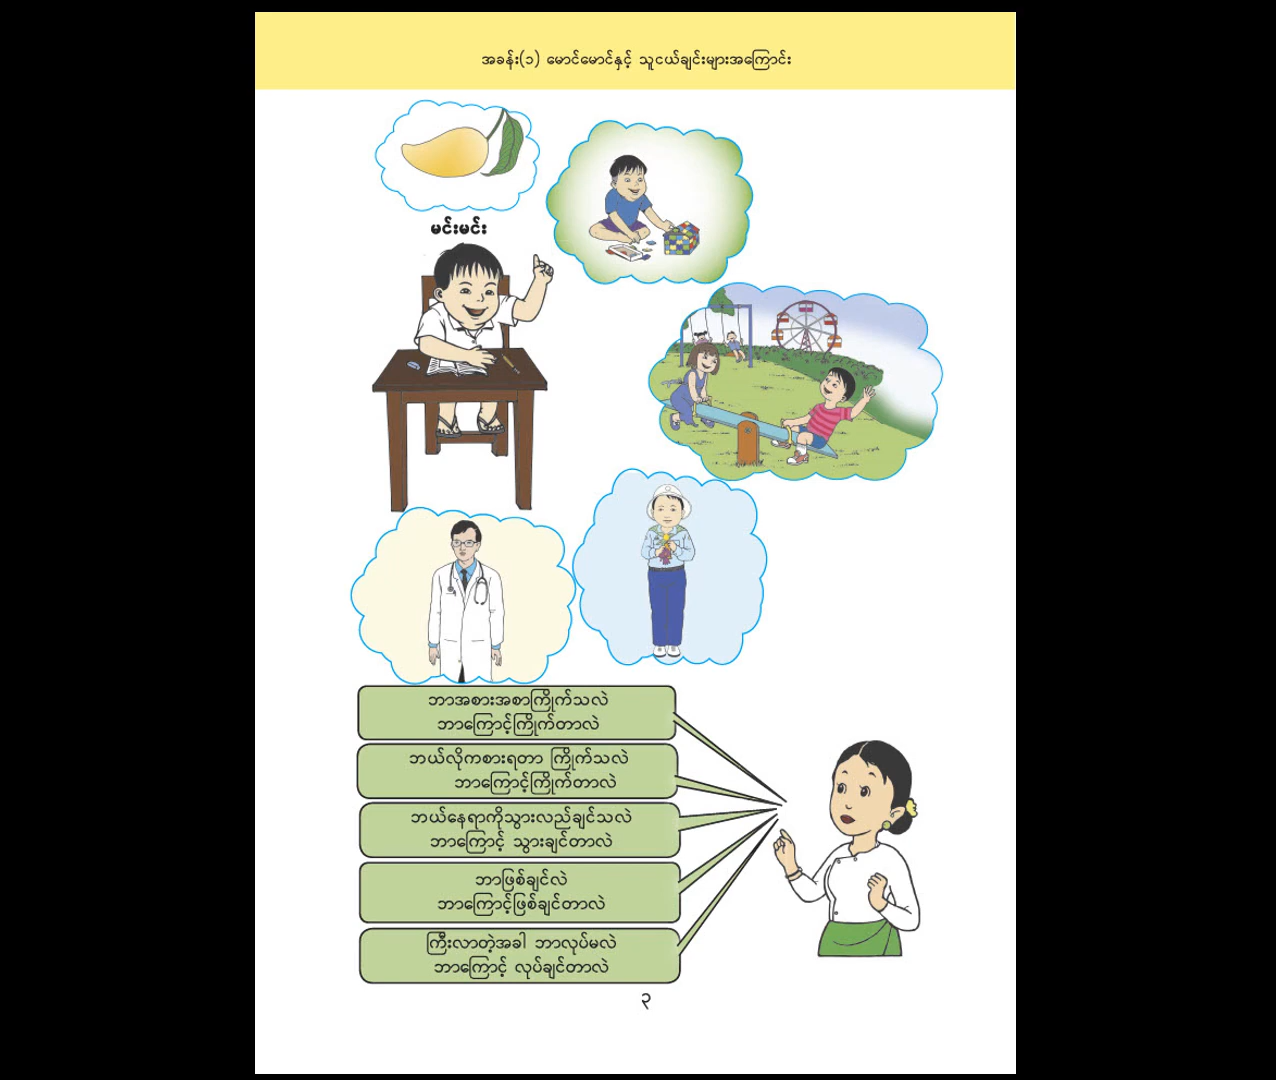 အခန်း(၁) မောင်မောင်နှင့် သူငယ်ချင်းများအကြောင်း
မင်းမင်း
ဘာအစားအစာကြိုက်သလဲ
ဘာကြောင့်ကြိုက်တာလဲ
ဘယ်လိုကစားရတာ ကြိုက်သလဲ
ဘာကြောင့်ကြိုက်တာလဲ
ဘယ်နေရာကိုသွားလည်ချင်သလဲ
ဘာကြောင့် သွားချင်တာလဲ
ဘာဖြစ်ချင်လဲ
ဘာကြောင့်ဖြစ်ချင်တာလဲ
ကြီးလာတဲ့အခါ ဘာလုပ်မလဲ
ဘာကြောင့် လုပ်ချင်တာလဲ
၃